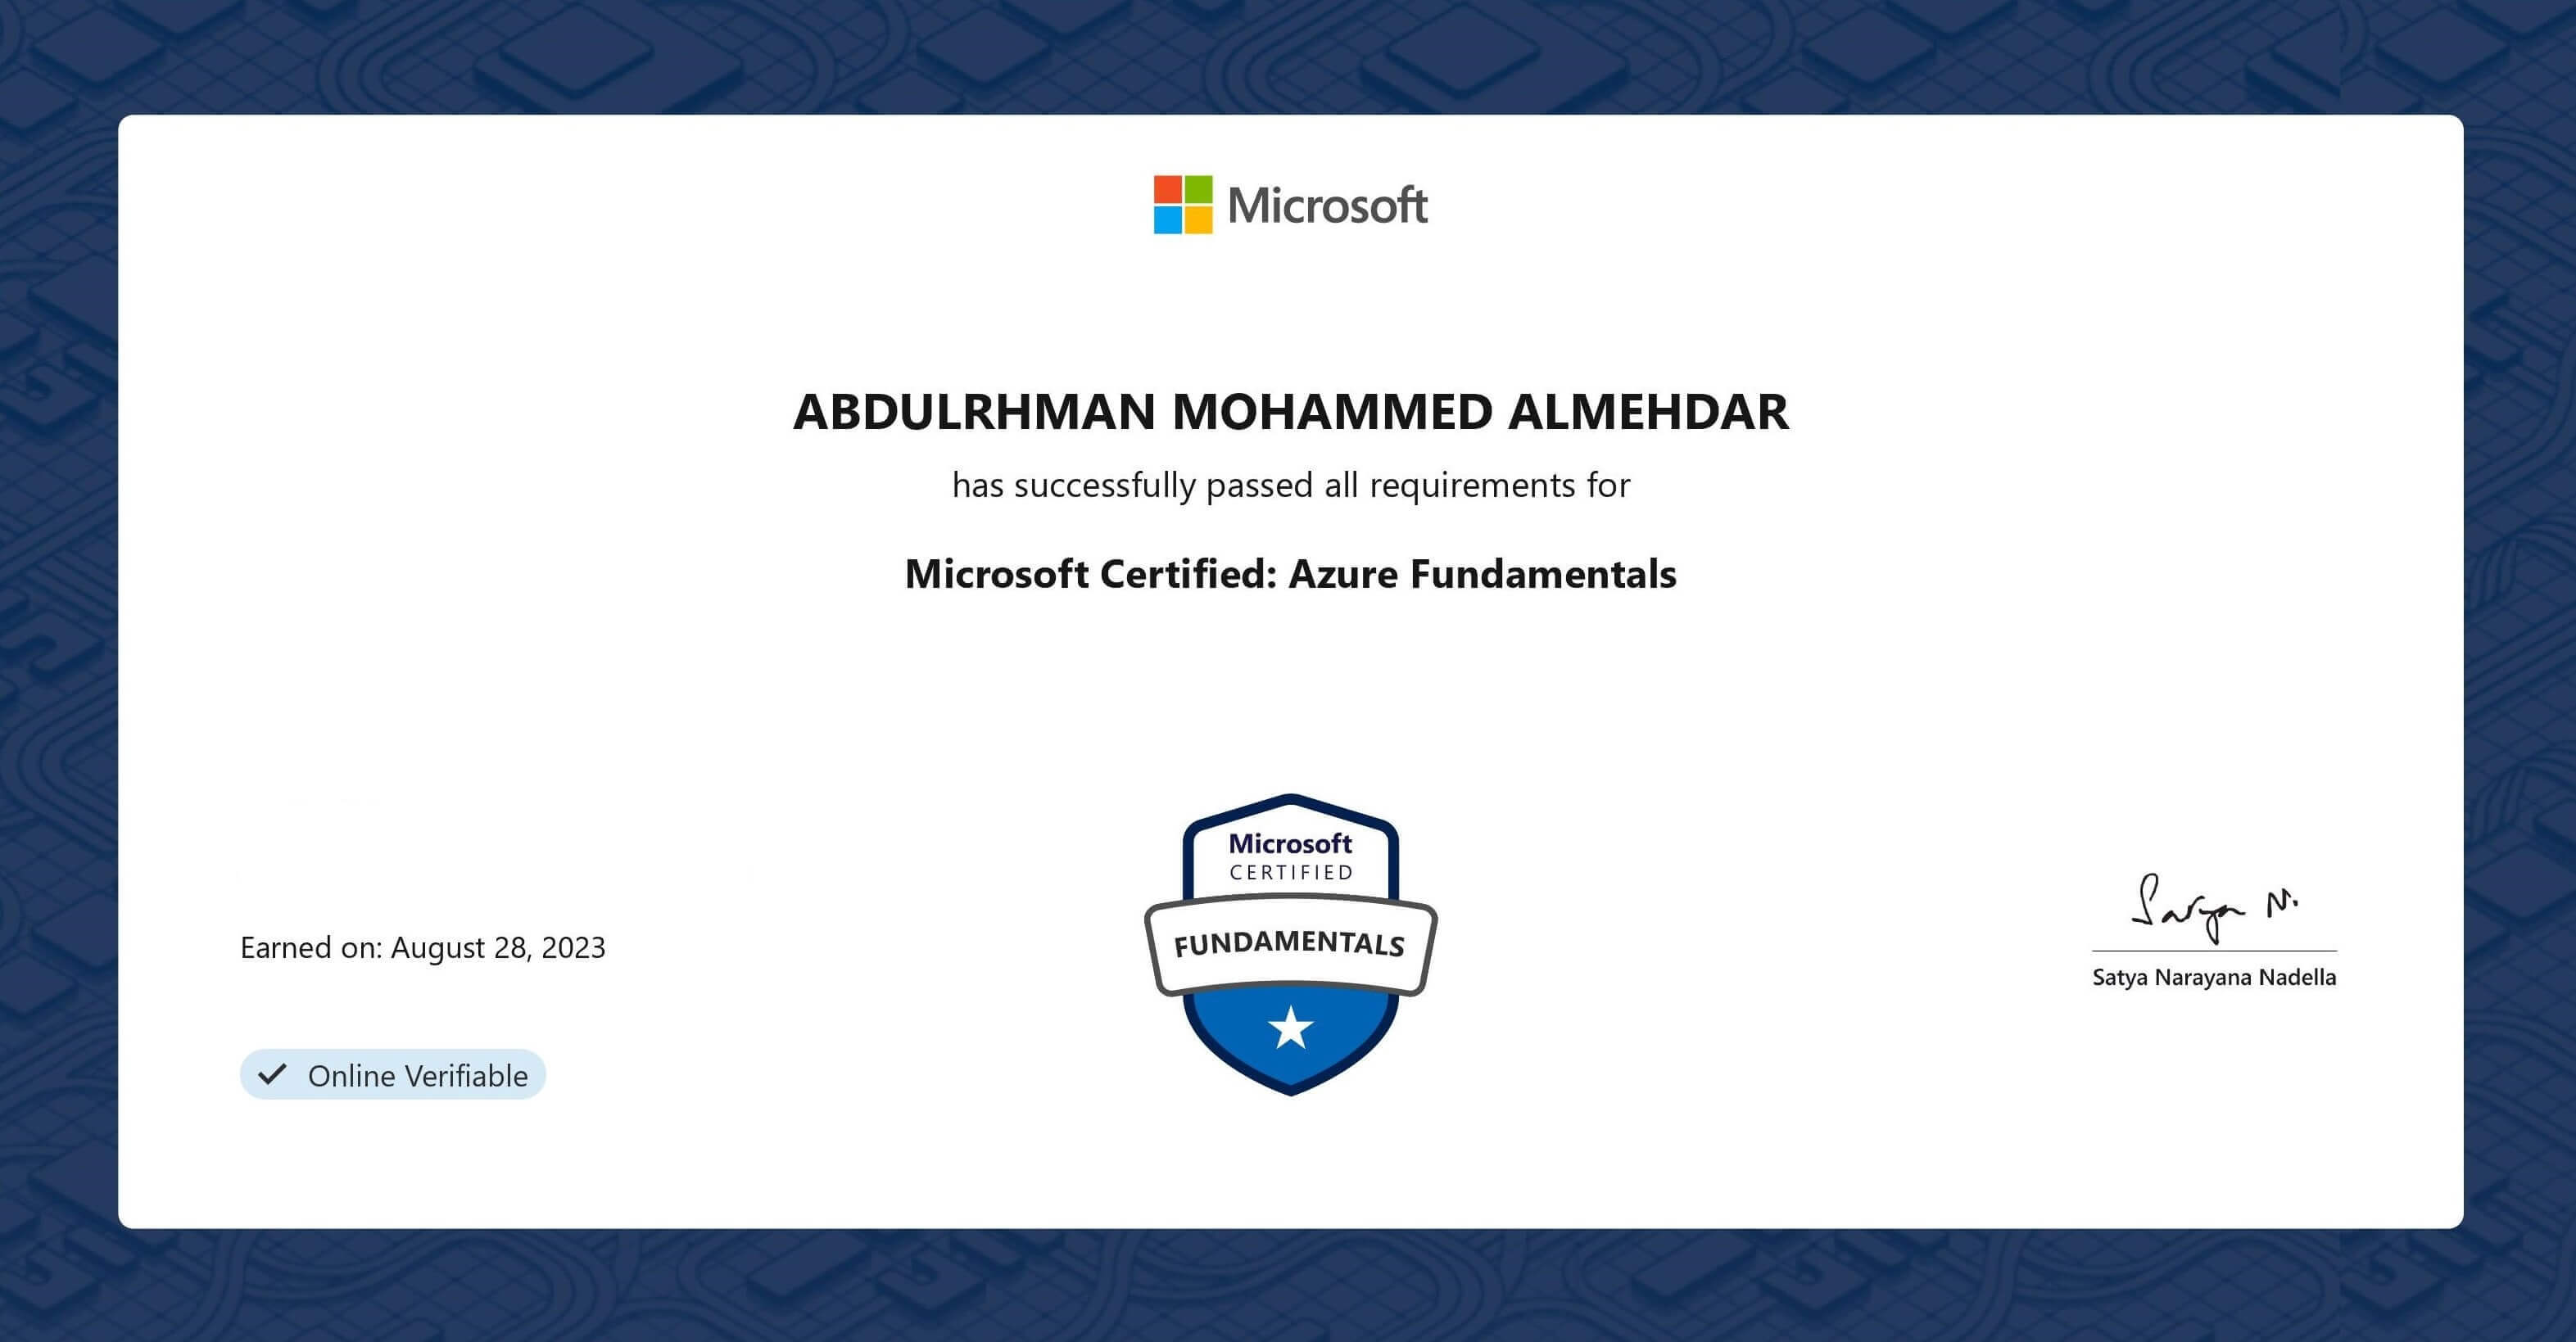 Microsoft
ABDULRHMAN MOHAMMED ALMEHDAR
has successfully passed all requirements for
Microsoft Certified: Azure Fundamentals
Microsoft
CERTIFIED
FUNDAMENTALS
Earned on: August 28, 2023
Online Verifiable
Satya N.
Satya Narayana Nadella